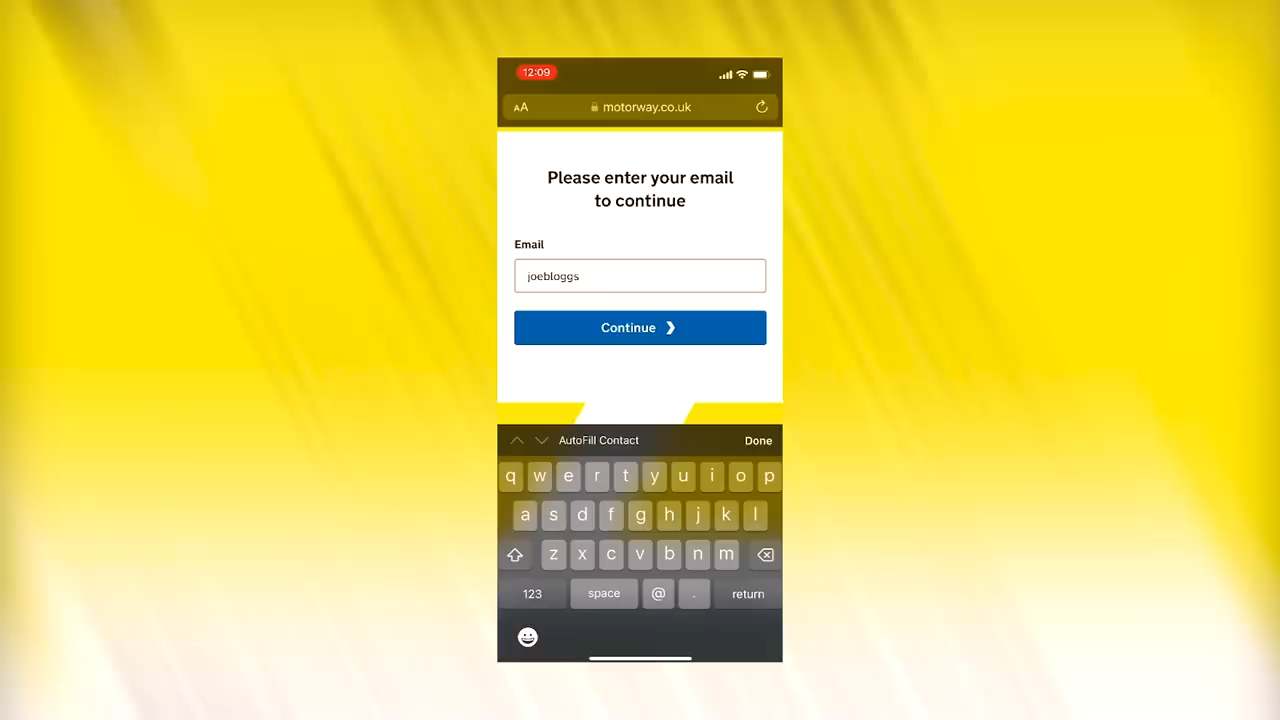 12:09
AA motorway.co.uk
Please enter your email
to continue
Email
joebloggs
Continue
AutoFill Contact Done
q w e r t y u i o p
a s d f g h j k l
z x c v b n m
123 space @ . return